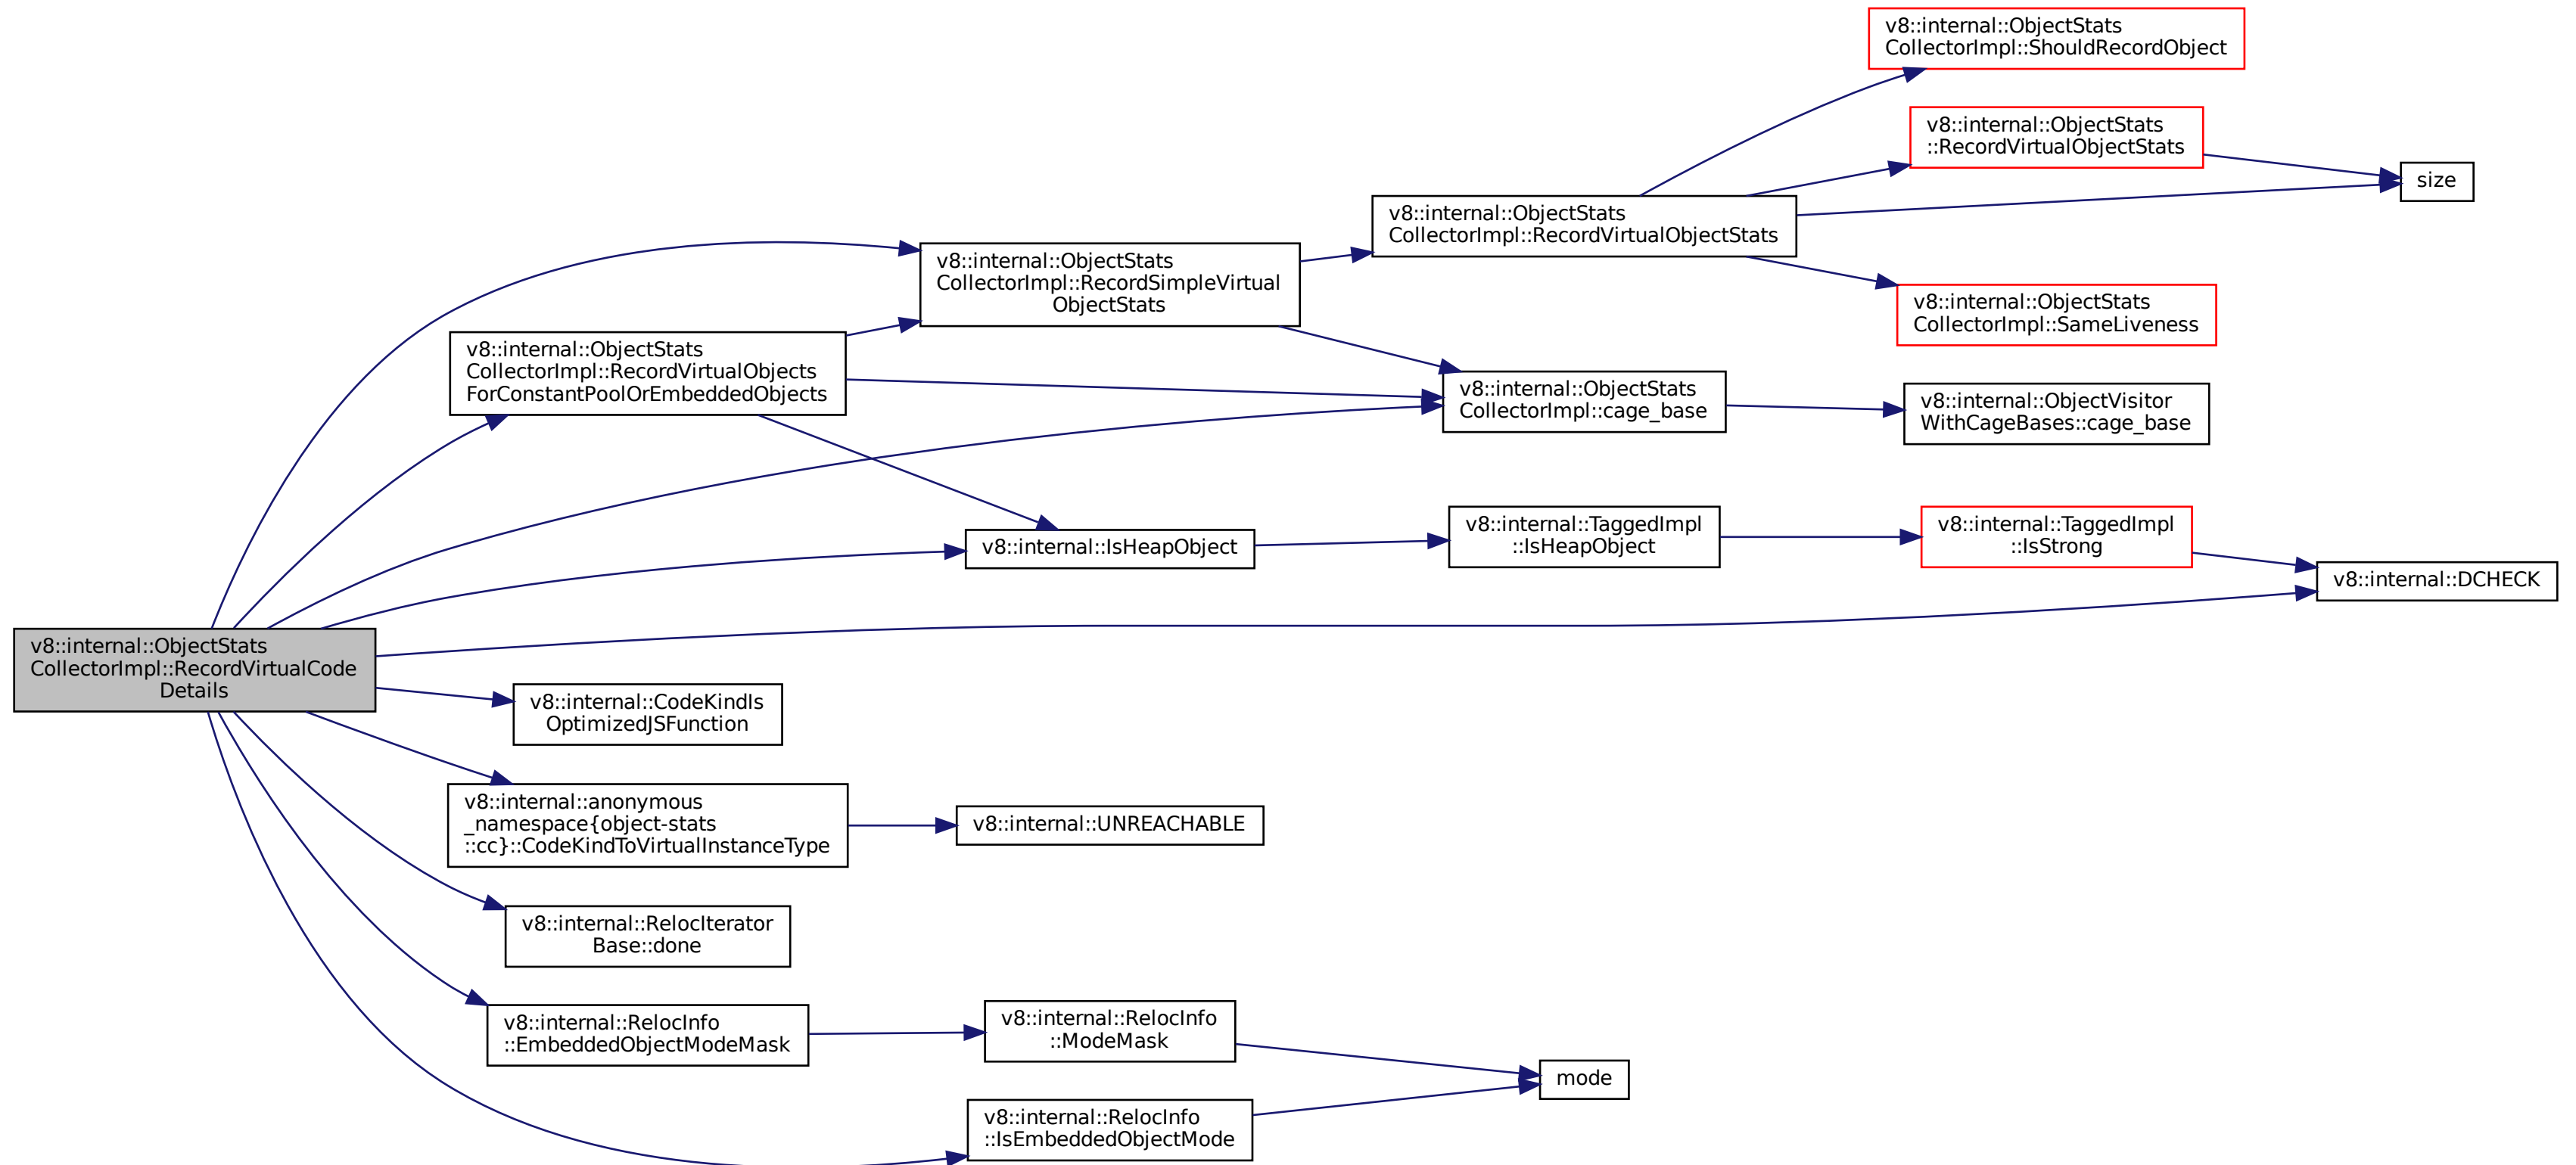 v8::internal::ObjectStats
CollectorImpl::ShouldRecordObject
v8::internal::ObjectStats
::RecordVirtualObjectStats
size
v8::internal::ObjectStats
CollectorImpl::RecordVirtualObjectStats
v8::internal::ObjectStats
CollectorImpl::RecordSimpleVirtual
ObjectStats
v8::internal::ObjectStats
CollectorImpl::SameLiveness
v8::internal::ObjectStats
CollectorImpl::RecordVirtualObjects
ForConstantPoolOrEmbeddedObjects
v8::internal::ObjectStats
CollectorImpl::cage_base
v8::internal::ObjectVisitor
WithCageBases::cage_base
v8::internal::IsHeapObject
v8::internal::TaggedImpl
::IsHeapObject
v8::internal::TaggedImpl
::IsStrong
v8::internal::DCHECK
v8::internal::ObjectStats
CollectorImpl::RecordVirtualCode
Details
v8::internal::CodeKindIs
OptimizedJSFunction
v8::internal::anonymous
_namespace{object-stats
::cc}::CodeKindToVirtualInstanceType
v8::internal::UNREACHABLE
v8::internal::RelocIterator
Base::done
v8::internal::RelocInfo
::EmbeddedObjectModeMask
v8::internal::RelocInfo
::ModeMask
mode
v8::internal::RelocInfo
::IsEmbeddedObjectMode